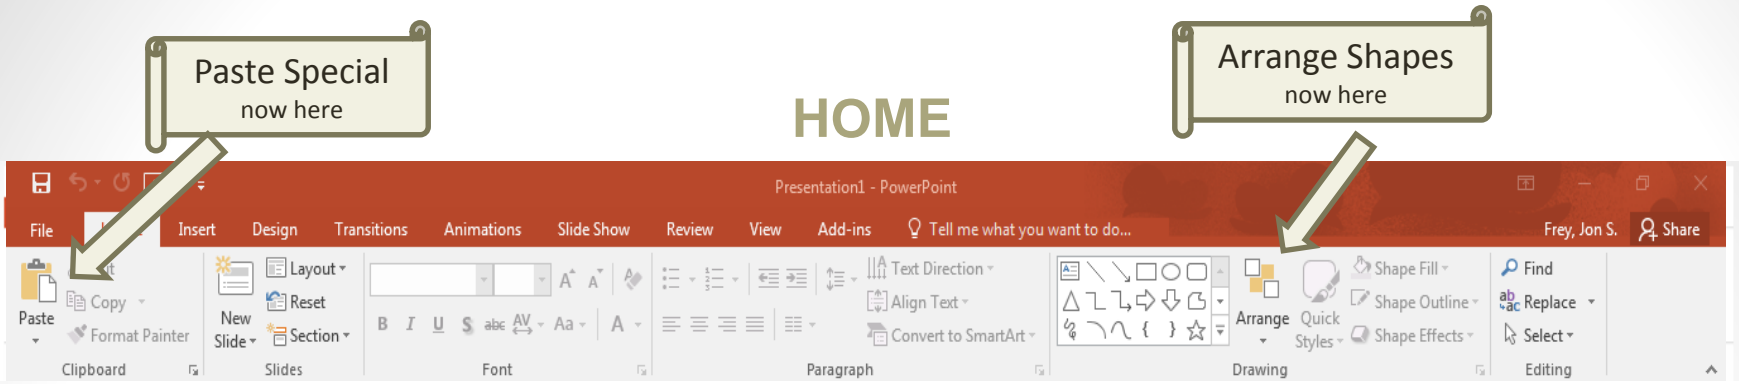 Paste Special
now here
HOME
Arrange Shapes
now here
Presentation1 - PowerPoint
File Insert Design Transitions Animations Slide Show Review View Add-ins Tell me what you want to do... Frey, Jon S. Share
Paste
Copy
Format Painter
Clipboard
New
Slide
Layout
Reset
Section
Slides
B I U S abc AV Aa A
A A
Font
Text Direction
Align Text
Convert to SmartArt
Paragraph
Arrange
Quick
Styles
Shape Fill
Shape Outline
Shape Effects
Drawing
Find
Replace
Select
Editing